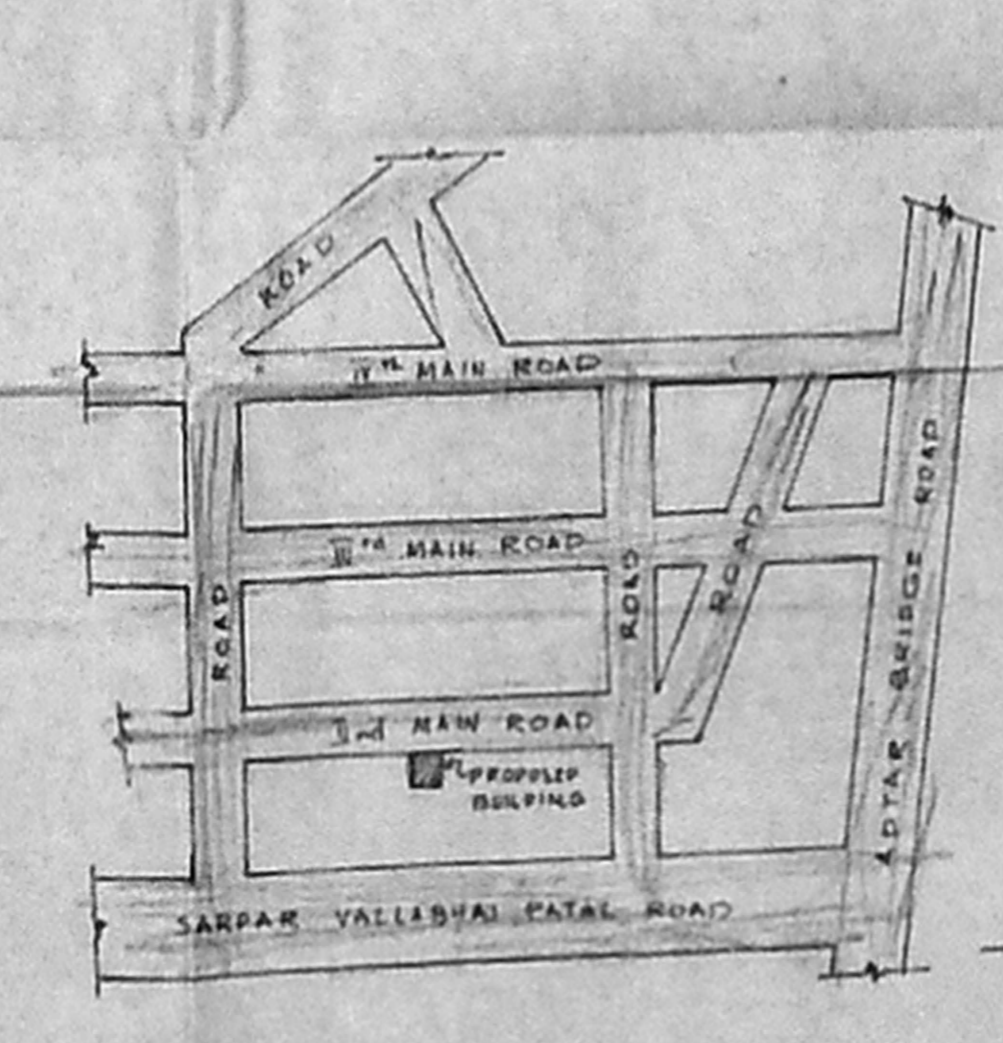 ROAD
IVth MAIN ROAD
IIIrd MAIN ROAD
ROAD
ROAD
ROAD
IInd MAIN ROAD
PROPOSED
BUILDING
ADYAR BRIDGE ROAD
SARDAR VALLABHAI PATAL ROAD